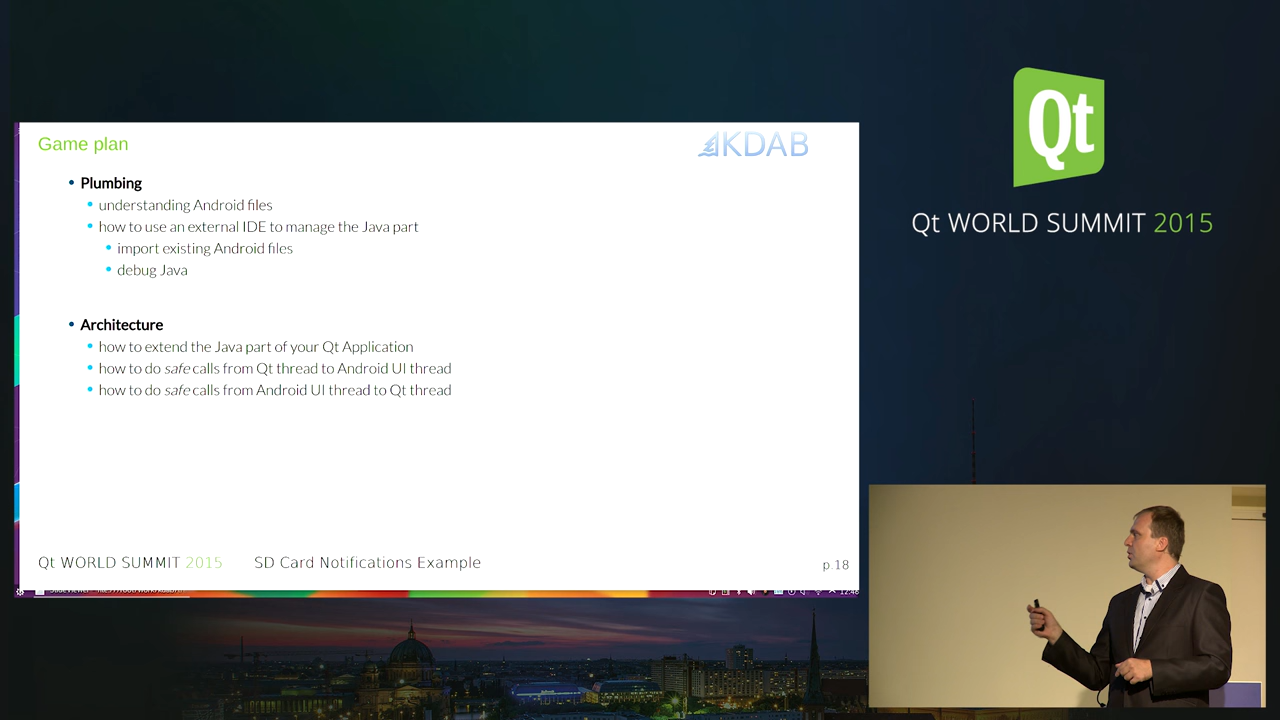 Game plan
KDAB
• Plumbing
• understanding Android files
• how to use an external IDE to manage the Java part
• import existing Android files
• debug Java
• Architecture
• how to extend the Java part of your Qt Application
• how to do safe calls from Qt thread to Android UI thread
• how to do safe calls from Android UI thread to Qt thread
Qt WORLD SUMMIT 2015 SD Card Notifications Example
p.18
Qt
Qt WORLD SUMMIT 2015